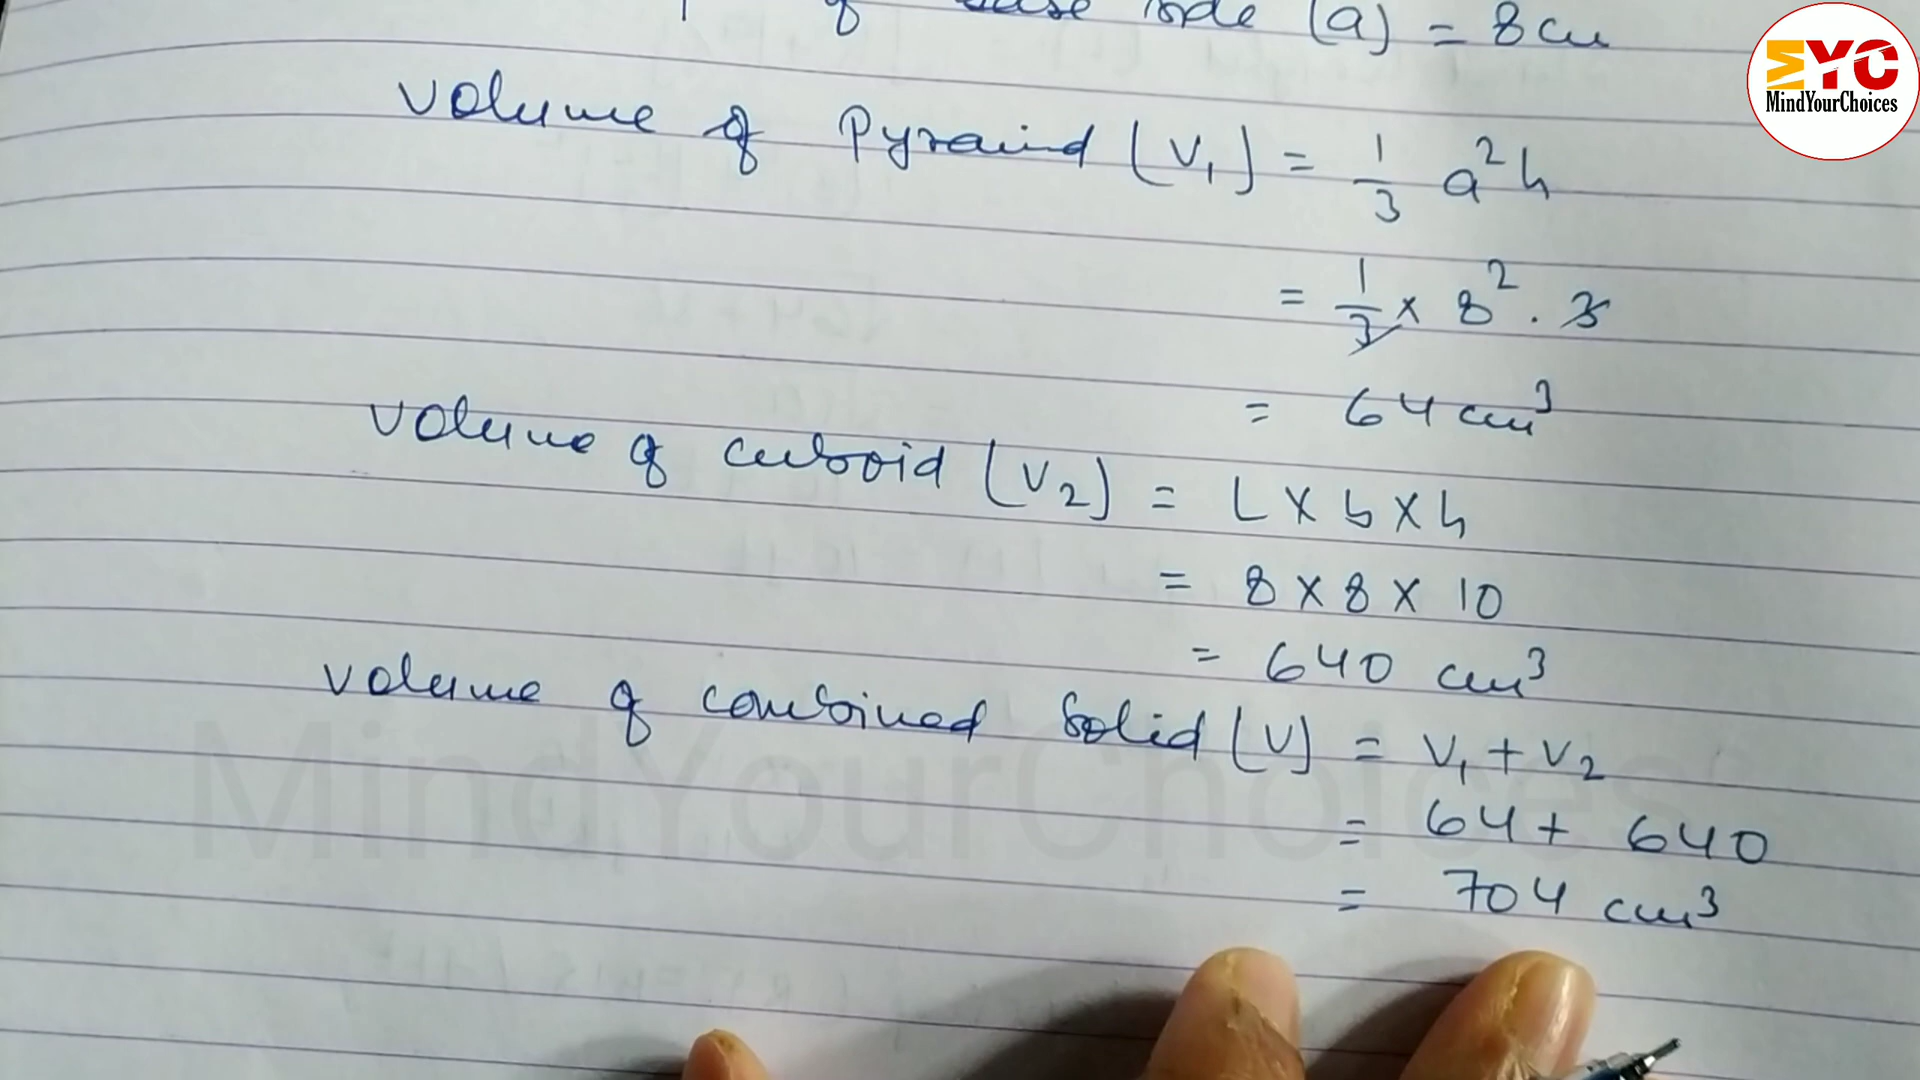 of base side (a) = 8cm
MYC
MindYourChoices
Volume of Pyramid (V₁) = 1/3 a²h
= 1/3 × 8² . 3
= 64 cm³
Volume of cuboid (V₂) = L × b × h
= 8 × 8 × 10
= 640 cm³
Volume of combined solid (V) = V₁ + V₂
MindYourChoices
= 64 + 640
= 704 cm³